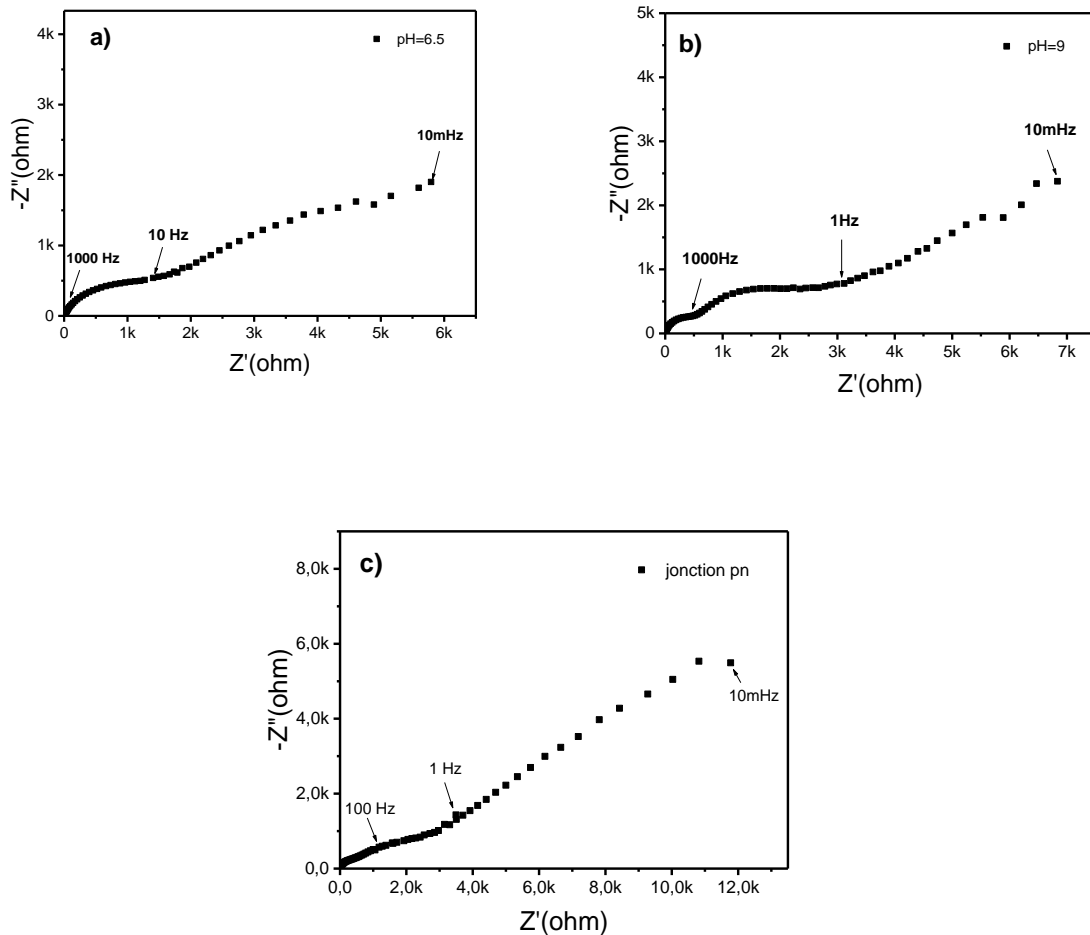 a)
pH=6.5
4k
3k
2k
1k
0
-Z"(ohm)
10mHz
10 Hz
1000 Hz
0 1k 2k 3k 4k 5k 6k
Z'(ohm)
b)
pH=9
5k
4k
3k
2k
1k
0
-Z"(ohm)
10mHz
1Hz
1000Hz
0 1k 2k 3k 4k 5k 6k 7k
Z'(ohm)
c)
jonction pn
8,0k
6,0k
4,0k
2,0k
0,0
-Z"(ohm)
10mHz
1 Hz
100 Hz
0,0 2,0k 4,0k 6,0k 8,0k 10,0k 12,0k
Z'(ohm)